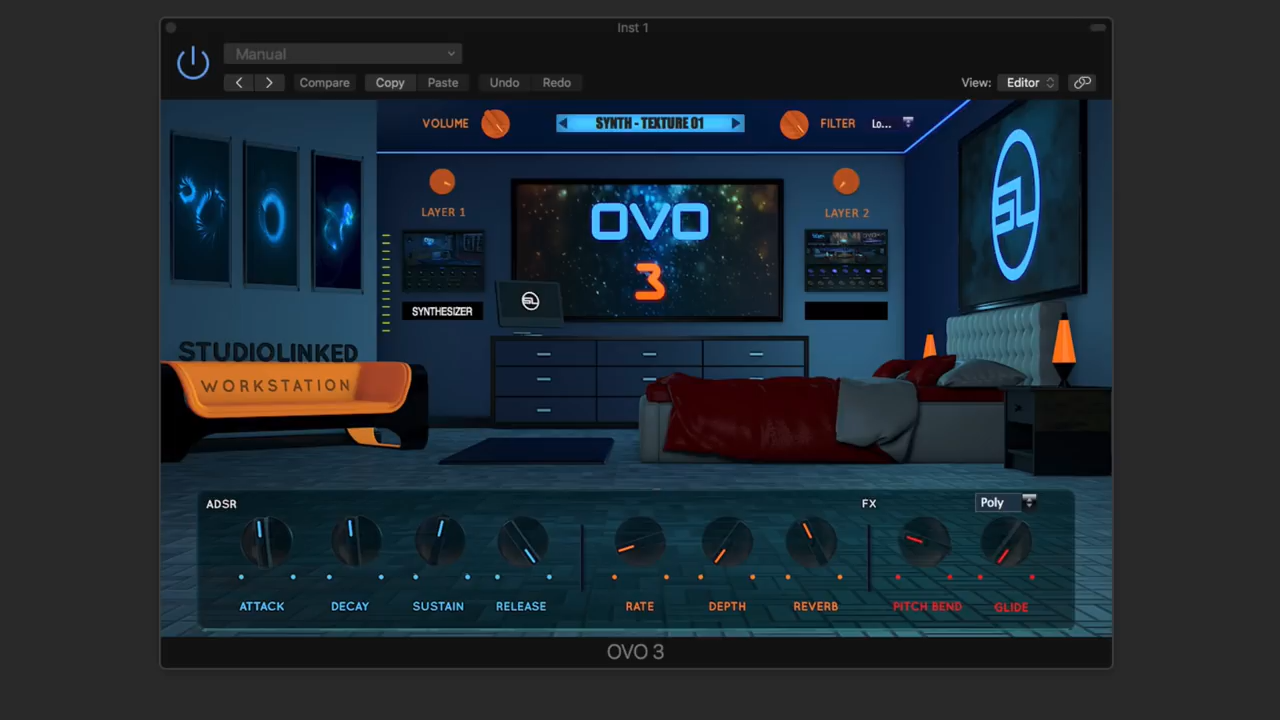 Inst 1
Manual
Compare Copy Paste Undo Redo View: Editor
VOLUME SYNTH - TEXTURE 01 FILTER Lo...
LAYER 1 LAYER 2
OVO
3
SL
SL
SYNTHESIZER
STUDIOLINKED
WORKSTATION
ADSR FX Poly
ATTACK DECAY SUSTAIN RELEASE RATE DEPTH REVERB PITCH BEND GLIDE
OVO 3